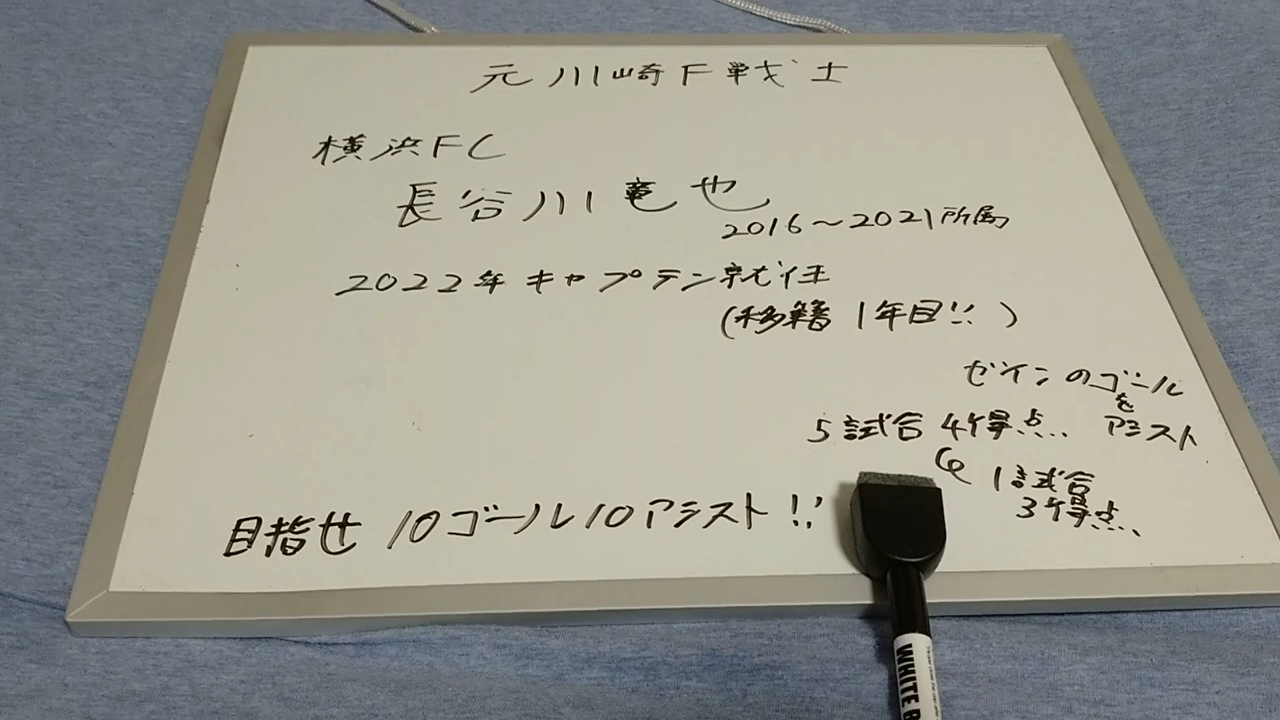 元川崎F戦士
横浜FC
長谷川竜也
2016～2021所属
2022年キャプテン就任
(移籍1年目!!)
ゼインのゴール
を
アシスト
5試合4得点
1試合
3得点
目指せ10ゴール10アシスト!!
WHITE B